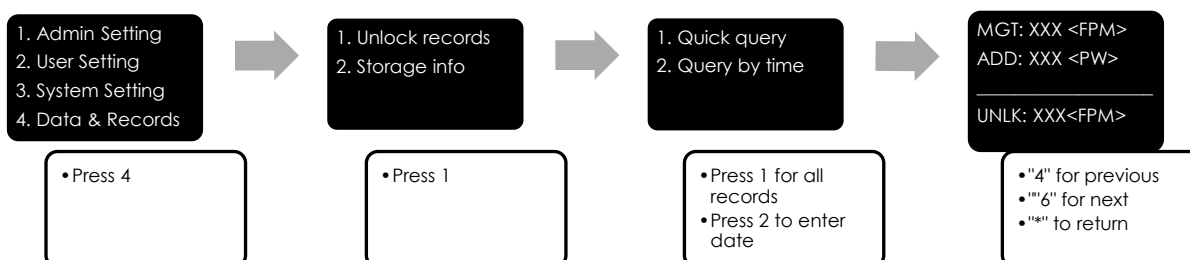 1. Admin Setting
2. User Setting
3. System Setting
4. Data & Records
• Press 4
1. Unlock records
2. Storage info
• Press 1
1. Quick query
2. Query by time
• Press 1 for all
records
• Press 2 to enter
date
MGT: XXX <FPM>
ADD: XXX <PW>
___________________
UNLK: XXX<FPM>
• "4" for previous
• ""6" for next
• "*" to return